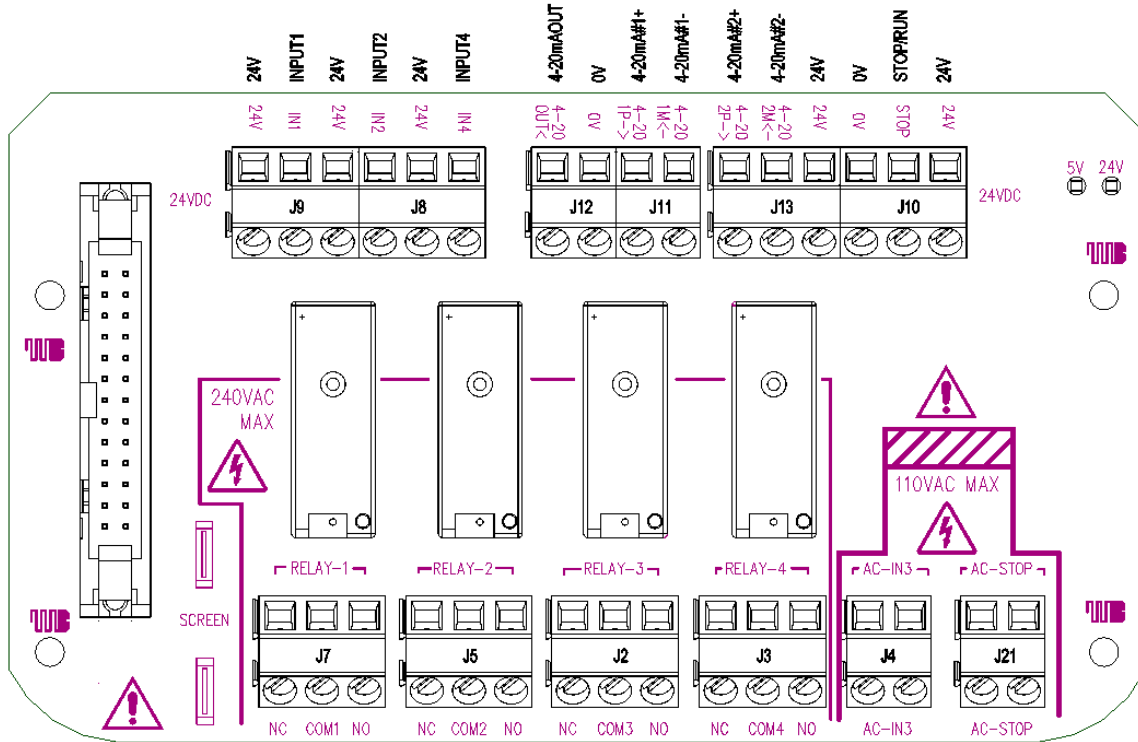 24V INPUT1 24V INPUT2 24V INPUT4 4-20mAOUT 0V 4-20mA#1+ 4-20mA#1- 4-20mA#2+ 4-20mA#2- 24V 0V STOP/RUN 24V
24V IN1 24V IN2 24V IN4 4-20 OUT< 0V 4-20 1P-> 4-20 1M<- 4-20 2P-> 4-20 2M<- 24V 0V STOP 24V
5V 24V
24VDC J9 J8 J12 J11 J13 J10 24VDC
240VAC
MAX
110VAC MAX
RELAY-1 RELAY-2 RELAY-3 RELAY-4 AC-IN3 AC-STOP
SCREEN
J7 J5 J2 J3 J4 J21
NC COM1 NO NC COM2 NO NC COM3 NO NC COM4 NO AC-IN3 AC-STOP